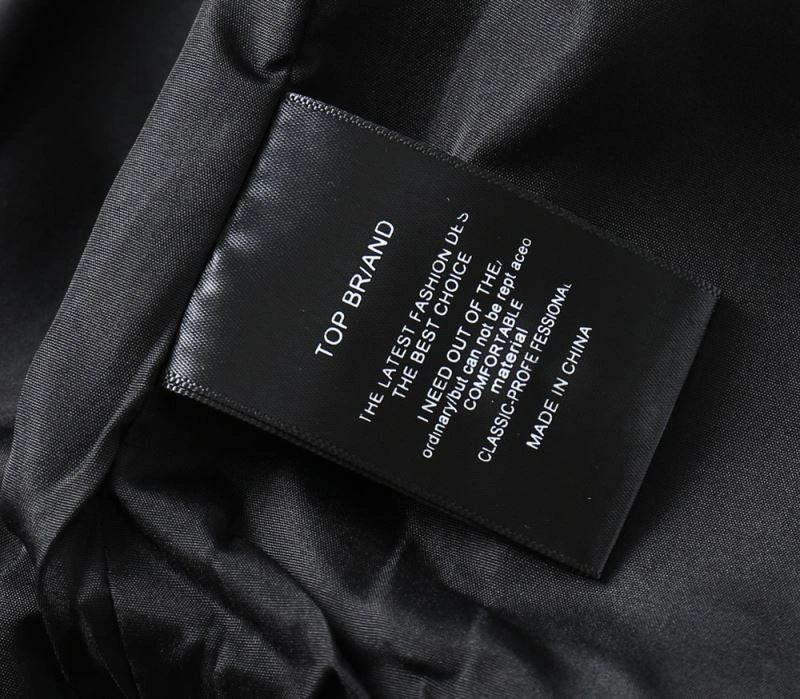 TOP BR/AND
THE LATEST FASHION DES
THE BEST CHOICE
I NEED OUT OF THE/
ordinary/but can not be rept aceo
COMFORTABLE
material
CLASSIC-PROFE FESSIONAL
MADE IN CHINA